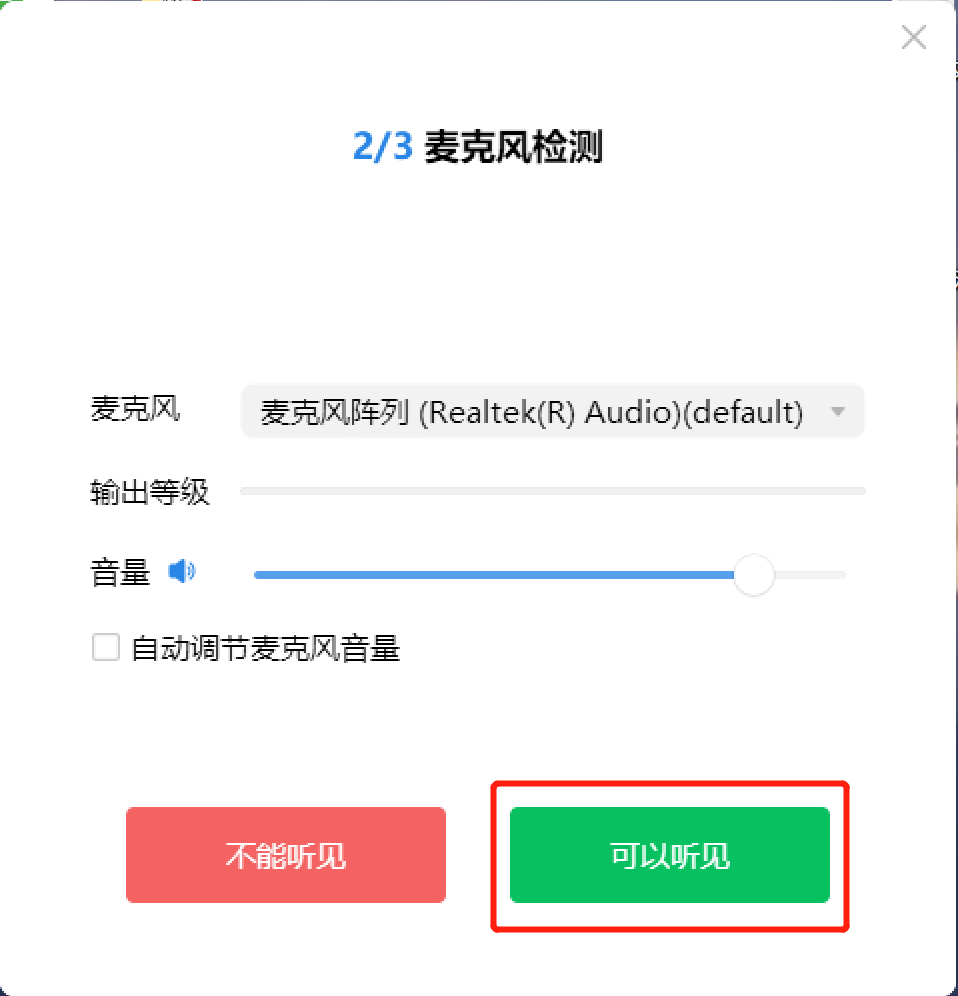 2/3 麦克风检测
麦克风 麦克风阵列 (Realtek(R) Audio)(default)
输出等级
音量
自动调节麦克风音量
不能听见 可以听见